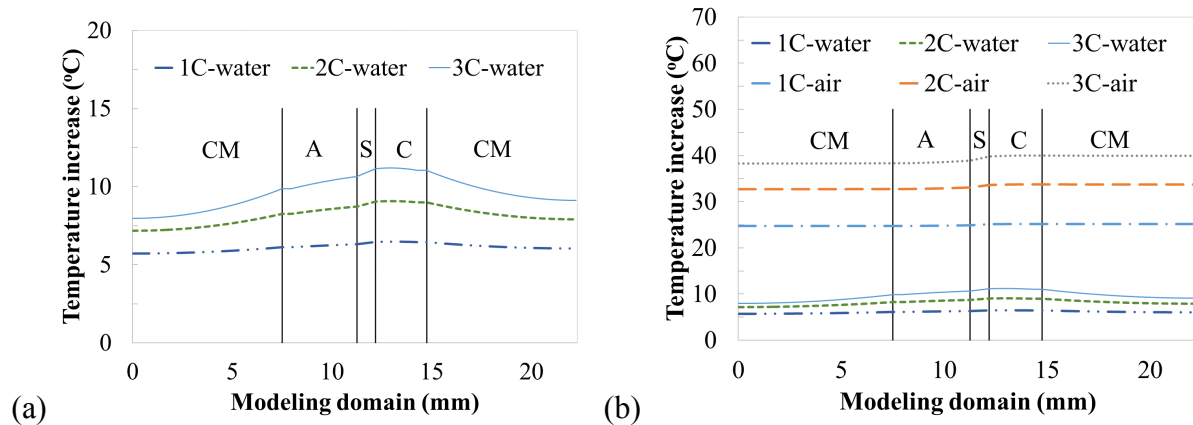 20
15
10
5
0
Temperature increase (°C)
1C-water 2C-water 3C-water
CM A S C CM
0 5 10 15 20
Modeling domain (mm)
(a)
70
60
50
40
30
20
10
0
Temperature increase (°C)
1C-water 2C-water 3C-water
1C-air 2C-air 3C-air
CM A S C CM
0 5 10 15 20
Modeling domain (mm)
(b)